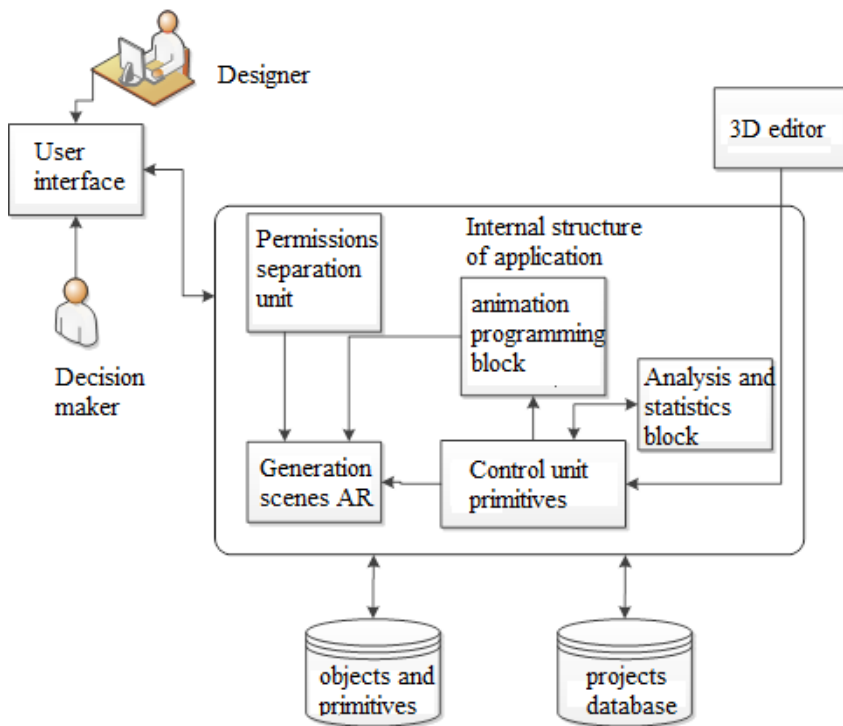 Designer
User
interface
3D editor
Permissions
separation
unit
Internal structure
of application
animation
programming
block
Decision
maker
Analysis and
statistics
block
Generation
scenes AR
Control unit
primitives
objects and
primitives
projects
database